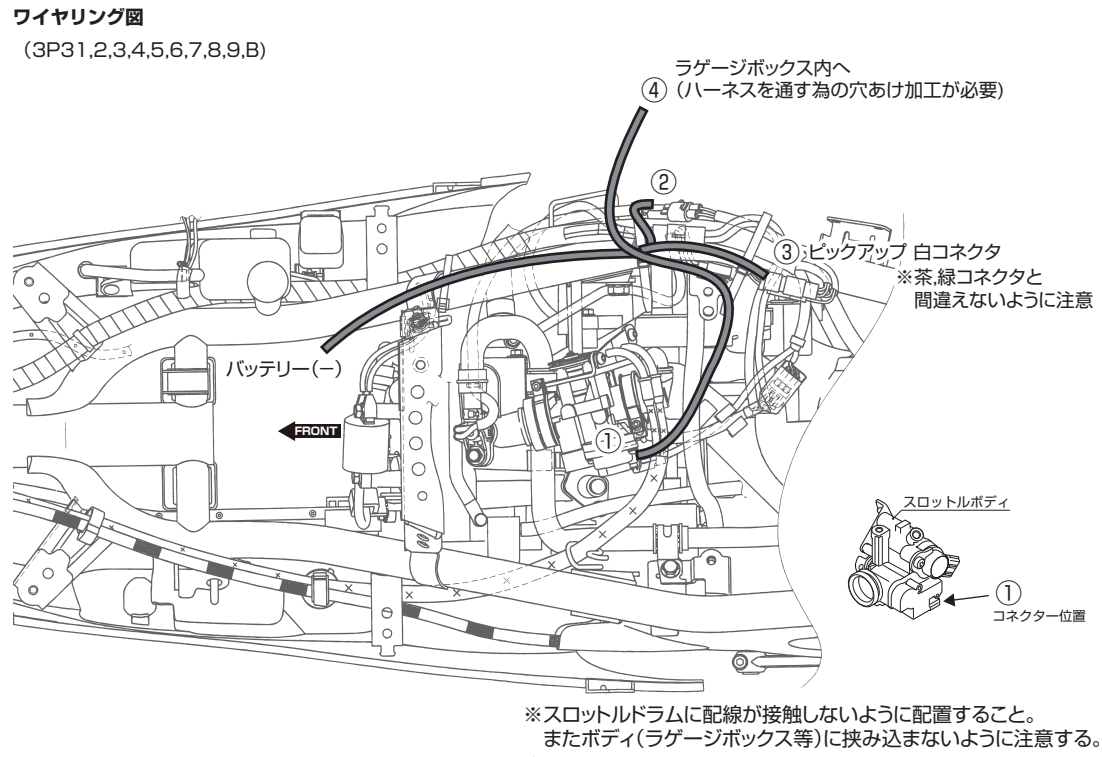 ワイヤリング図
(3P31,2,3,4,5,6,7,8,9,B)
ラゲージボックス内へ
④(ハーネスを通す為の穴あけ加工が必要)
②
③ピックアップ 白コネクタ
※茶,緑コネクタと
間違えないように注意
バッテリー(−)
FRONT
①
スロットルボディ
①
コネクター位置
※スロットルドラムに配線が接触しないように配置すること。
またボディ(ラゲージボックス等)に挟み込まないように注意する。